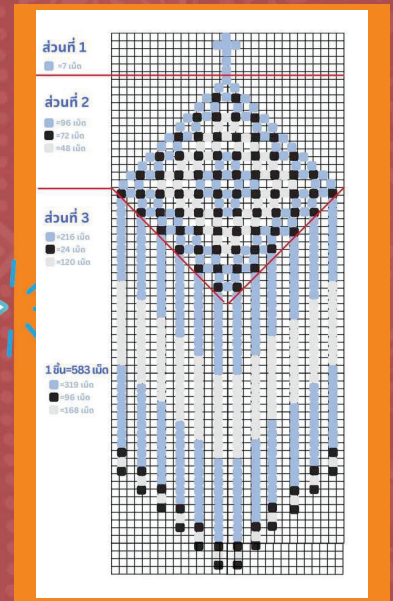 ส่วนที่ 1
=7 เม็ด
ส่วนที่ 2
=96 เม็ด
=72 เม็ด
=48 เม็ด
ส่วนที่ 3
=216 เม็ด
=24 เม็ด
=120 เม็ด
1 ชิ้น=583 เม็ด
=319 เม็ด
=96 เม็ด
=168 เม็ด